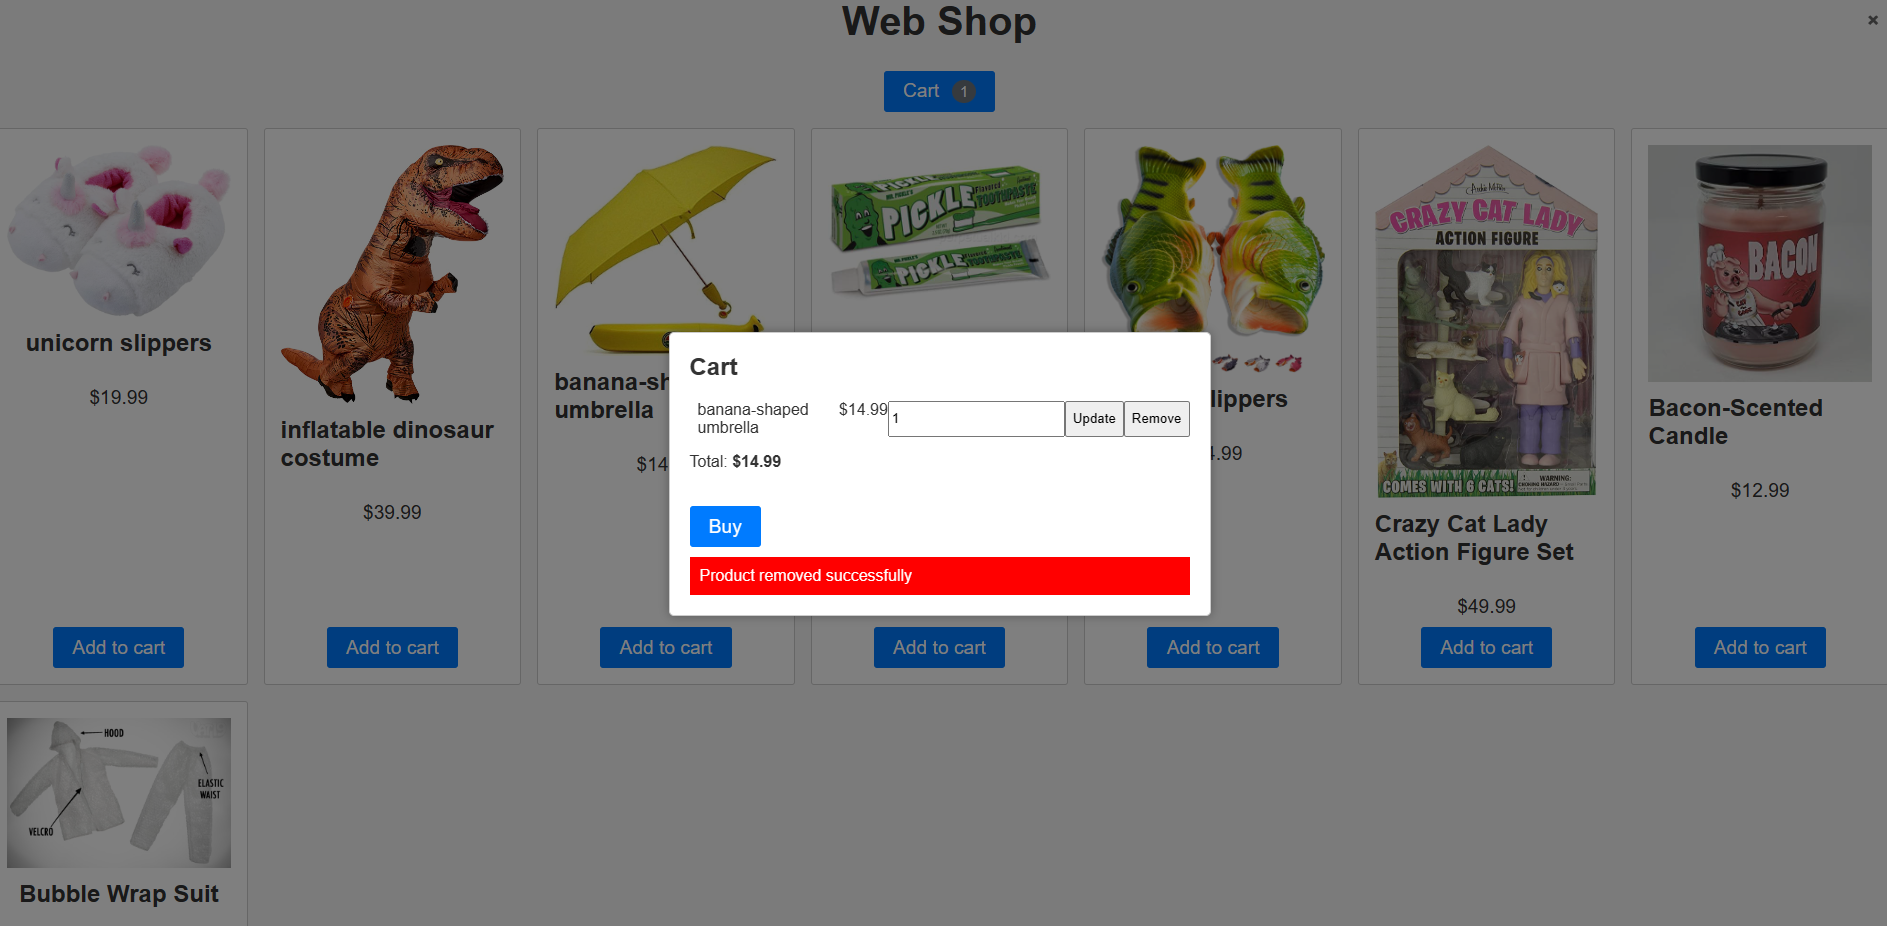 Web Shop
×
Cart 1
PICKLE
TOOTHPASTE
PICKLE
TOOTHPASTE
CRAZY CAT LADY
ACTION FIGURE
COMES WITH 6 CATS!
WARNING:
BACON
unicorn slippers
$19.99
Add to cart
inflatable dinosaur
costume
$39.99
Add to cart
banana-sh
umbrella
$14
Add to cart
Add to cart
lippers
.99
Add to cart
Crazy Cat Lady
Action Figure Set
$49.99
Add to cart
Bacon-Scented
Candle
$12.99
Add to cart
Cart
banana-shaped
umbrella
$14.99
1
Update
Remove
Total: $14.99
Buy
Product removed successfully
HOOD
ELASTIC
WAIST
VELCRO
Bubble Wrap Suit